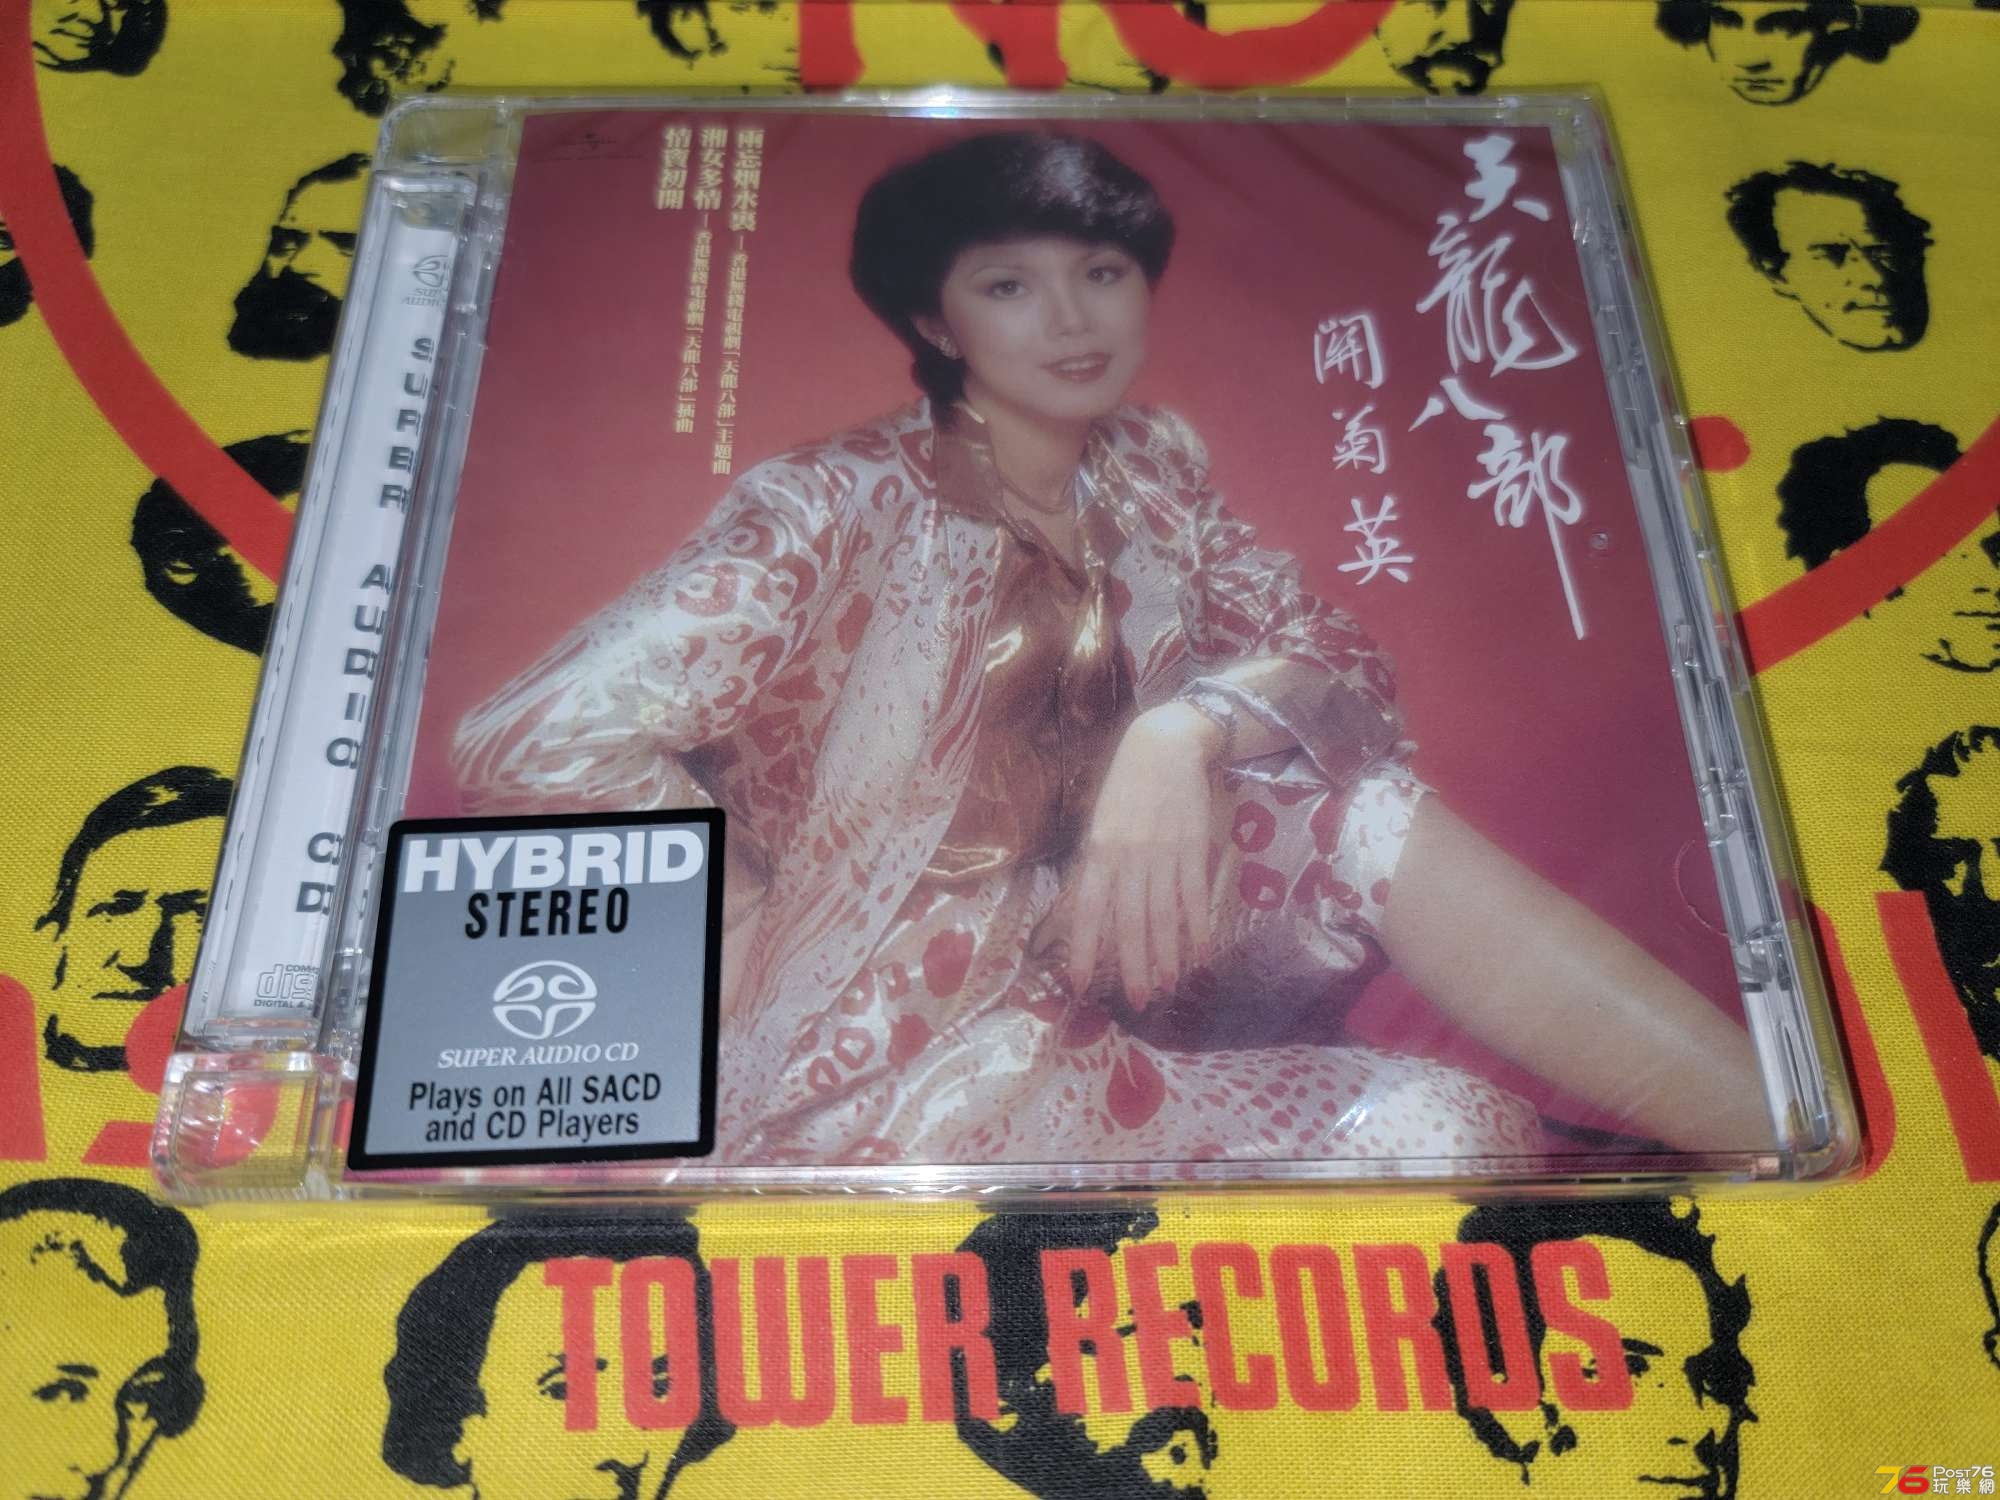 天龍八部
關菊英
兩忘烟水裏－香港無綫電視劇「天龍八部」主題曲
湘女多情－香港無綫電視劇「天龍八部」插曲
情竇初開
SUPER AUDIO CD
HYBRID
STEREO
SUPER AUDIO CD
Plays on All SACD
and CD Players
TOWER RECORDS
76 POST76
玩樂網